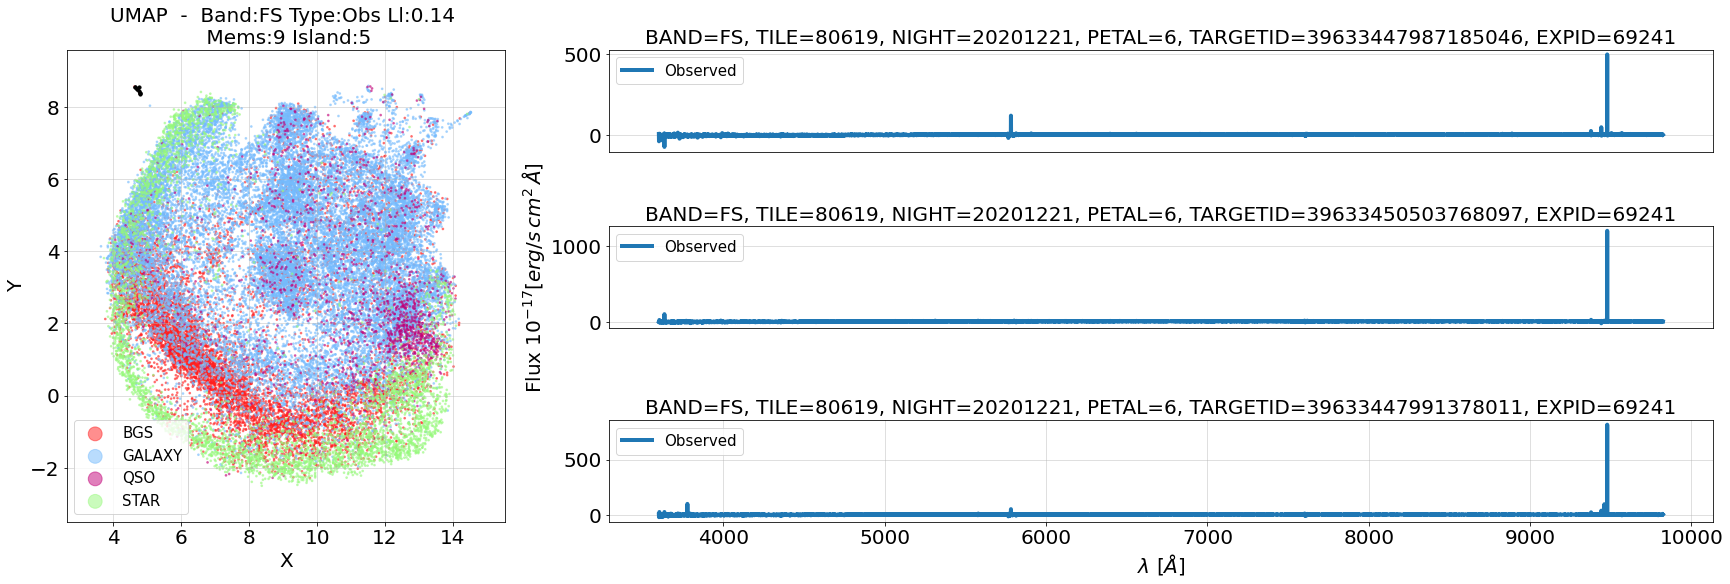 UMAP  -  Band:FS Type:Obs Ll:0.14
Mems:9 Island:5
8
6
4
2
0
−2
Y
BGS
GALAXY
QSO
STAR
4
6
8
10
12
14
X
BAND=FS, TILE=80619, NIGHT=20201221, PETAL=6, TARGETID=39633447987185046, EXPID=69241
500
0
Observed
BAND=FS, TILE=80619, NIGHT=20201221, PETAL=6, TARGETID=39633450503768097, EXPID=69241
1000
0
Observed
Flux 10⁻¹⁷[erg/s cm² Å]
BAND=FS, TILE=80619, NIGHT=20201221, PETAL=6, TARGETID=39633447991378011, EXPID=69241
500
0
Observed
4000
5000
6000
7000
8000
9000
10000
λ [Å]